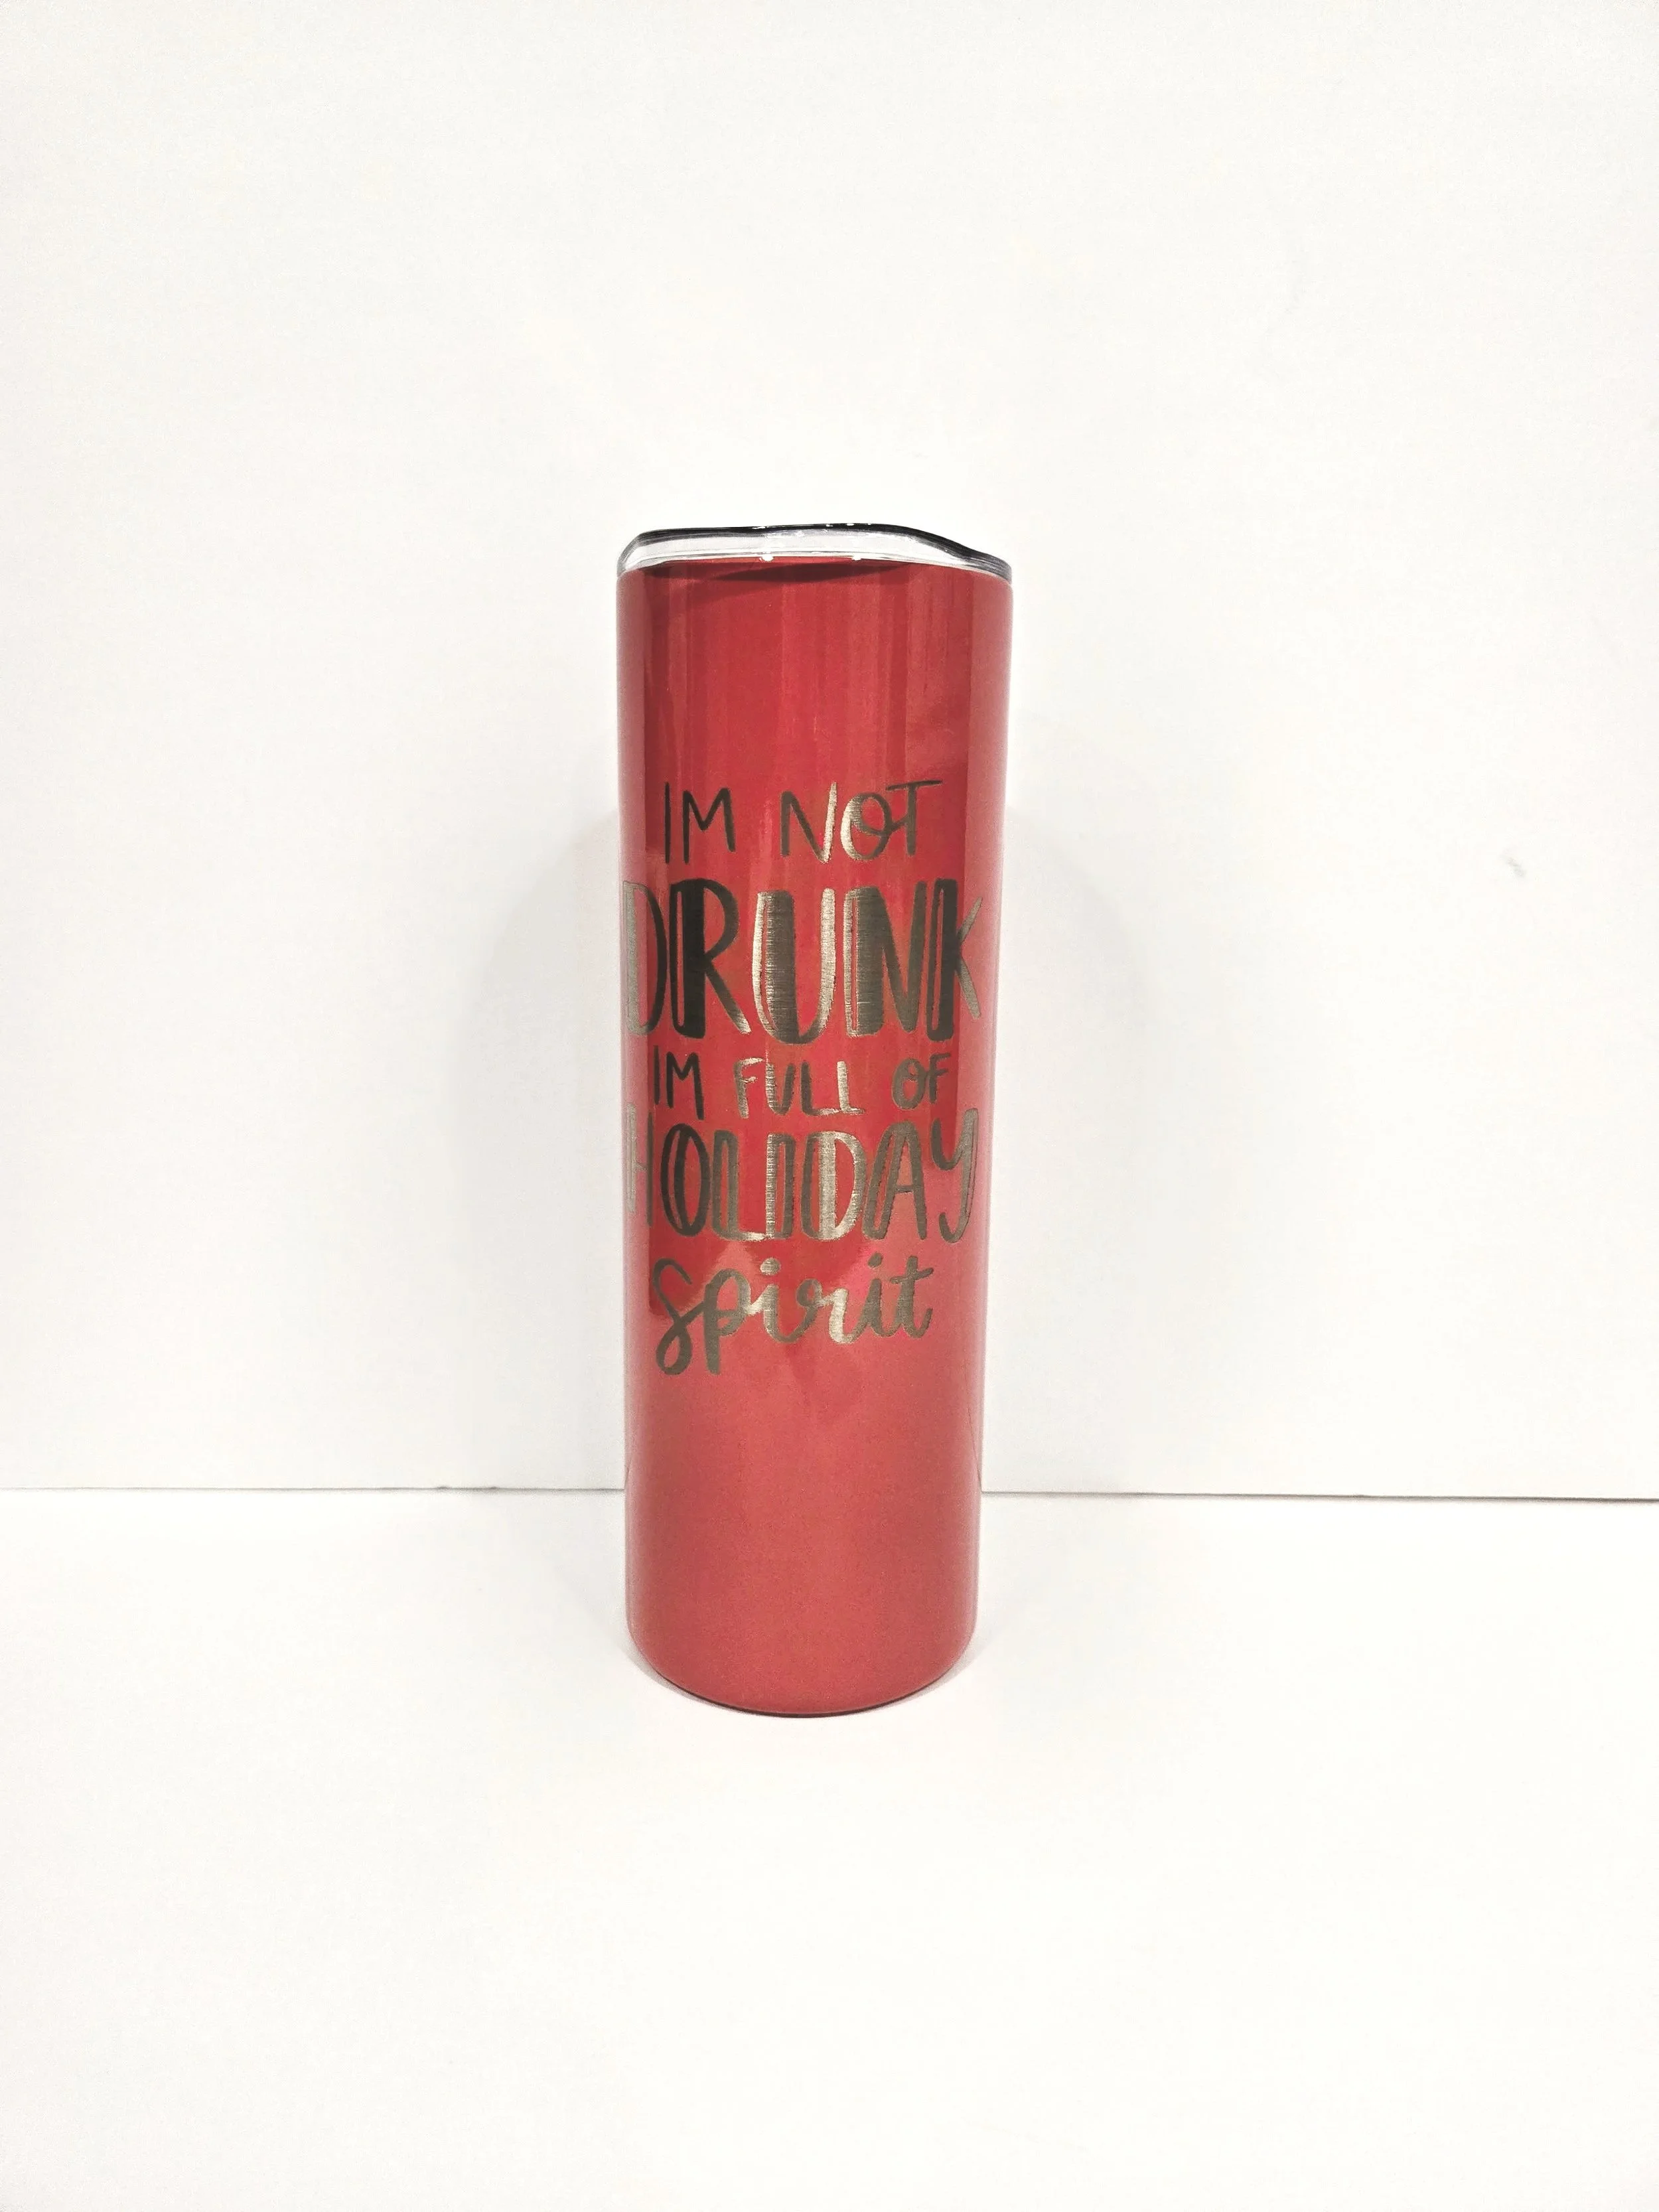 IM NOT
DRUNK
IM FULL OF
HOLIDAY
spirit